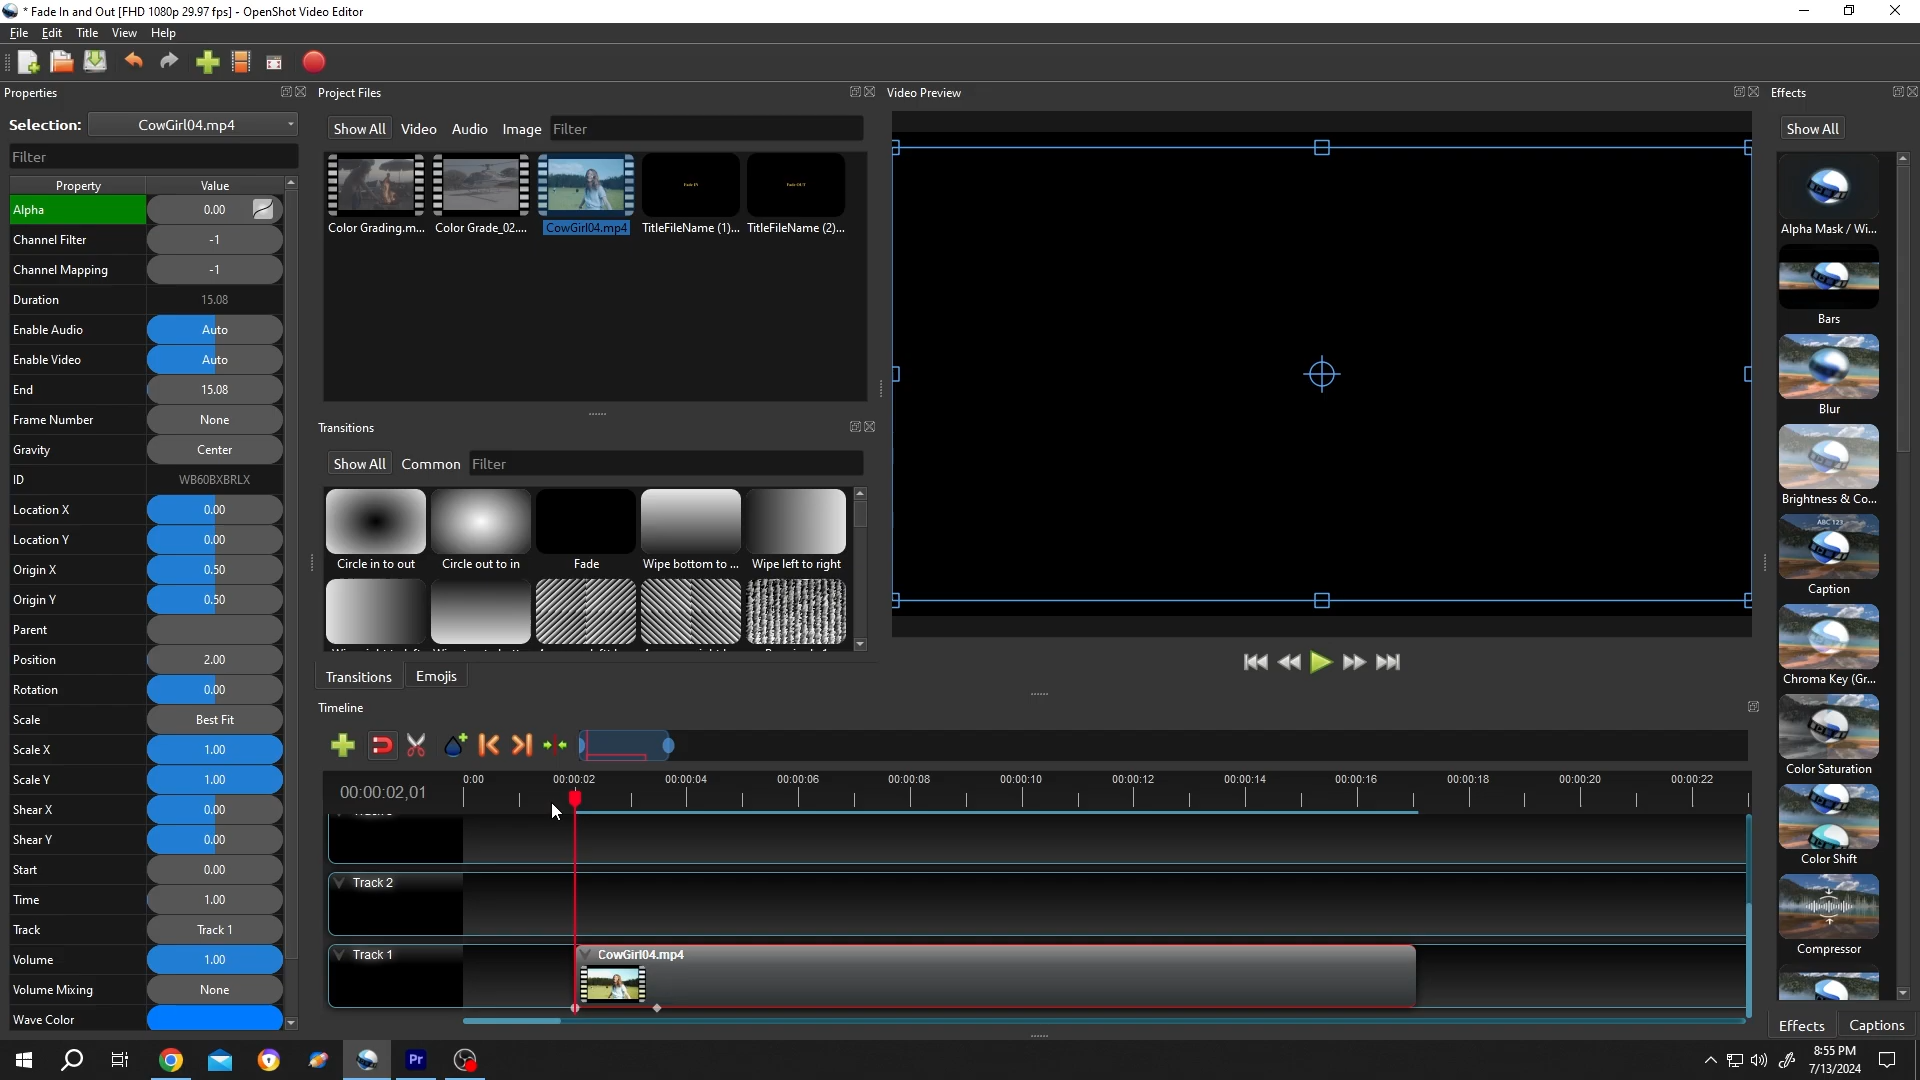 * Fade In and Out [FHD 1080p 29.97 fps] - OpenShot Video Editor
File Edit Title View Help
Properties
Selection: CowGirl04.mp4
Filter
Property Value
Alpha 0.00
Channel Filter -1
Channel Mapping -1
Duration 15.08
Enable Audio Auto
Enable Video Auto
End 15.08
Frame Number None
Gravity Center
ID WB60BXBRLX
Location X 0.00
Location Y 0.00
Origin X 0.50
Origin Y 0.50
Parent
Position 2.00
Rotation 0.00
Scale Best Fit
Scale X 1.00
Scale Y 1.00
Shear X 0.00
Shear Y 0.00
Start 0.00
Time 1.00
Track Track 1
Volume 1.00
Volume Mixing None
Wave Color
Project Files
Show All Video Audio Image Filter
Fade IN Fade OUT
Color Grading.m... Color Grade_02.... CowGirl04.mp4 TitleFileName (1)... TitleFileName (2)...
Transitions
Show All Common Filter
Circle in to out Circle out to in Fade Wipe bottom to ... Wipe left to right
Transitions Emojis
Video Preview
Effects
Show All
Alpha Mask / Wi...
Bars
Blur
Brightness & Co...
ABC 123
Caption
Chroma Key (Gr...
Color Saturation
Color Shift
Compressor
Effects Captions
Timeline
00:00:02,01
0:00 00:00:02 00:00:04 00:00:06 00:00:08 00:00:10 00:00:12 00:00:14 00:00:16 00:00:18 00:00:20 00:00:22
Track 2
Track 1
CowGirl04.mp4
Pr
8:55 PM
7/13/2024